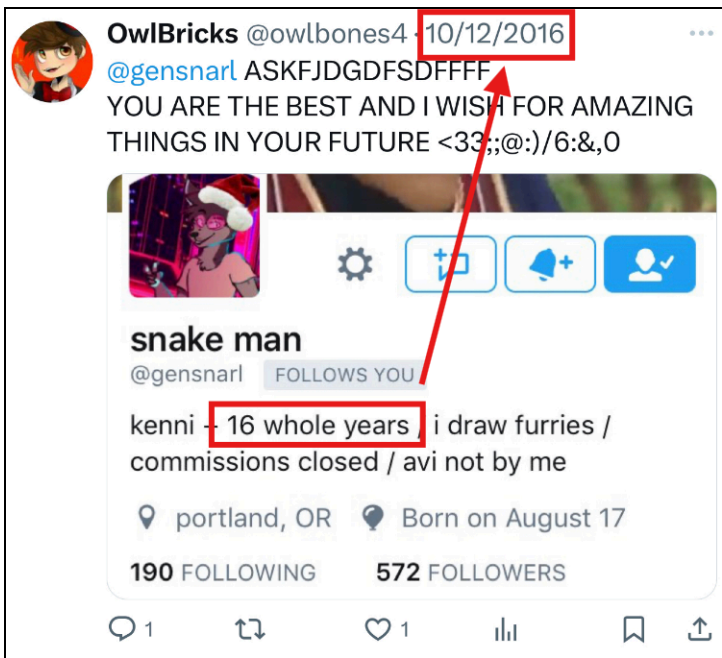 OwlBricks @owlbones4 · 10/12/2016
@gensnarl ASKFJDGDFSDFFFF
YOU ARE THE BEST AND I WISH FOR AMAZING
THINGS IN YOUR FUTURE <33;;@:)/6:&,0
snake man
@gensnarl FOLLOWS YOU
kenni - 16 whole years / i draw furries /
commissions closed / avi not by me
portland, OR Born on August 17
190 FOLLOWING 572 FOLLOWERS
1 1